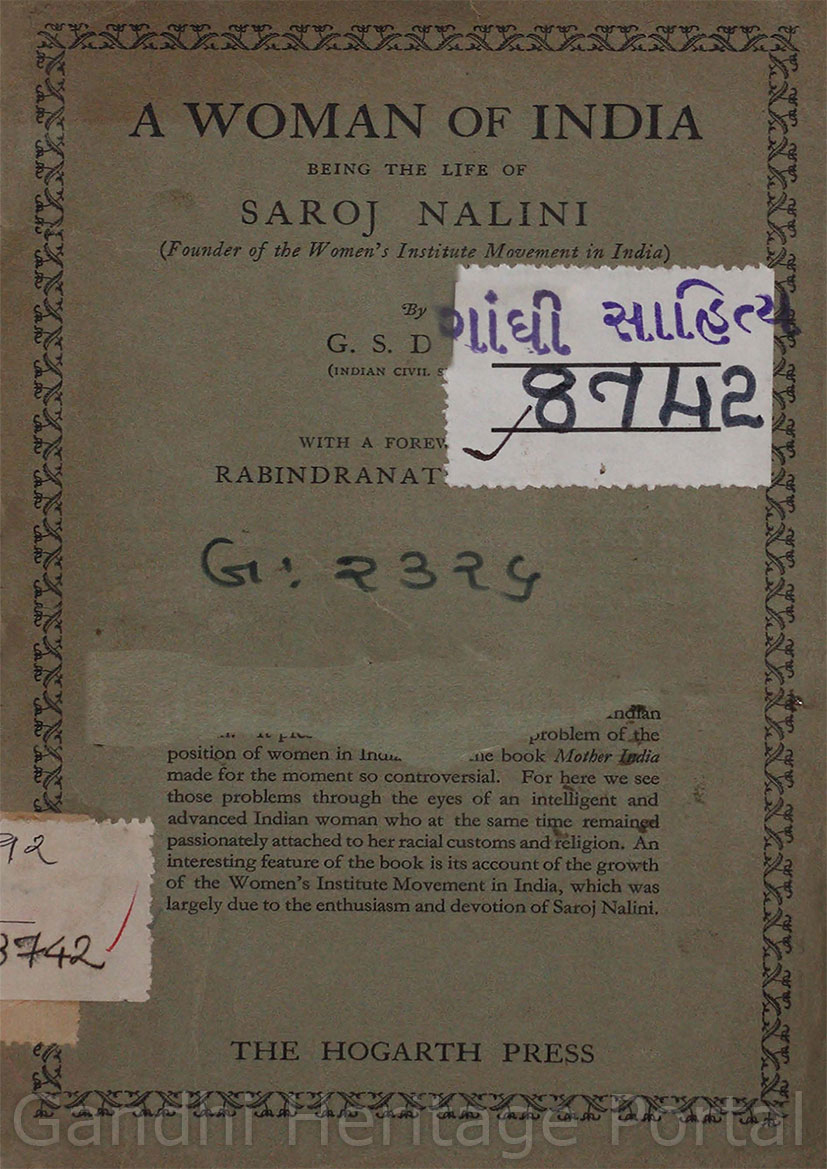 A WOMAN OF INDIA
BEING THE LIFE OF
SAROJ NALINI
(Founder of the Women's Institute Movement in India)
By
G. S. D
(INDIAN CIVIL
ગાંધી સાહિત્ય
WITH A
RABINDRANAT
problem of the
position of women in book Mother India
made for the moment so controversial. For here we see
those problems through the eyes of an intelligent and
advanced Indian woman who at the same time remained
passionately attached to her racial customs and religion. An
interesting feature of the book is its account of the growth
of the Women's Institute Movement in India, which was
largely due to the enthusiasm and devotion of Saroj Nalini.
3742
THE HOGARTH PRESS
Gandhi Heritage Portal